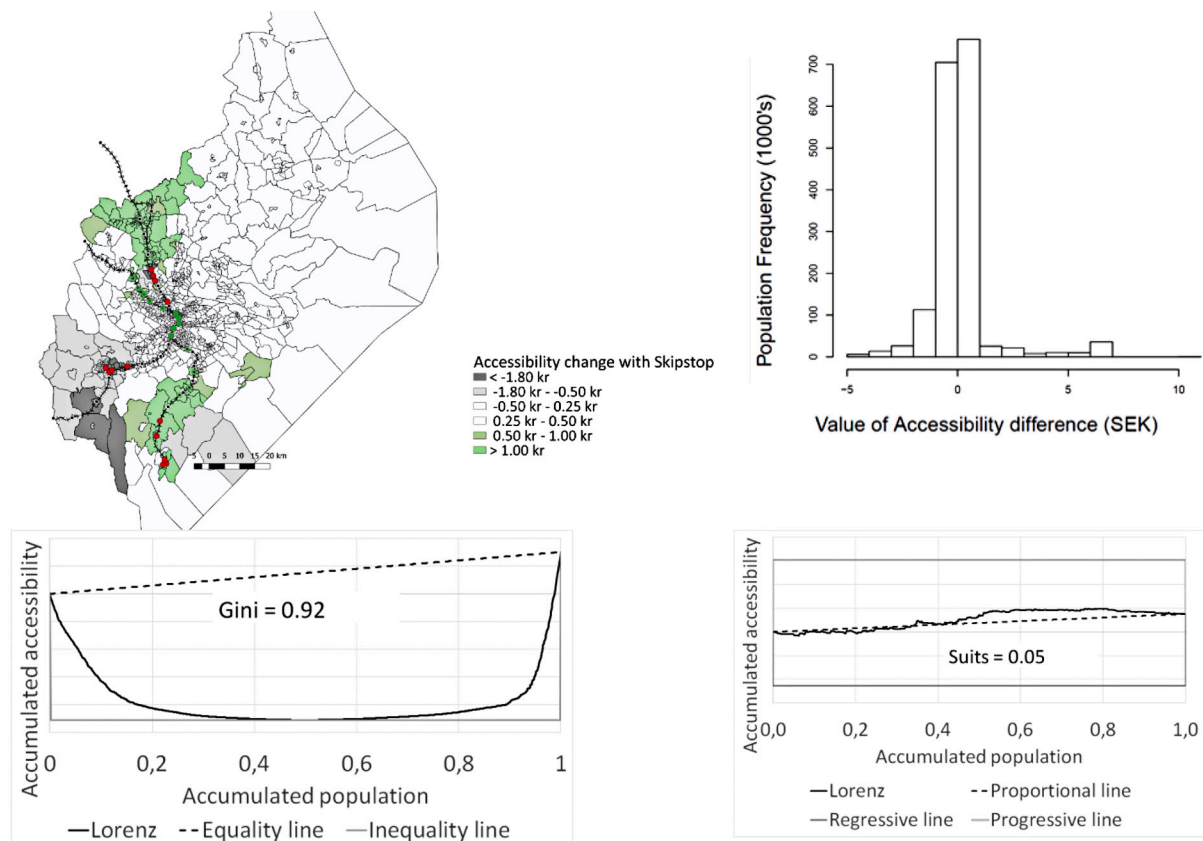 Accessibility change with Skipstop
< -1.80 kr
-1.80 kr - -0.50 kr
-0.50 kr - 0.25 kr
0.25 kr - 0.50 kr
0.50 kr - 1.00 kr
> 1.00 kr
5 0 5 10 15 20 km
Population Frequency (1000's)
700
600
500
400
300
200
100
0
-5 0 5 10
Value of Accessibility difference (SEK)
Accumulated accessibility
Gini = 0.92
0 0,2 0,4 0,6 0,8 1
Accumulated population
Lorenz Equality line Inequality line
Accumulated accessibility
Suits = 0.05
0,0 0,2 0,4 0,6 0,8 1,0
Accumulated population
Lorenz Proportional line
Regressive line Progressive line